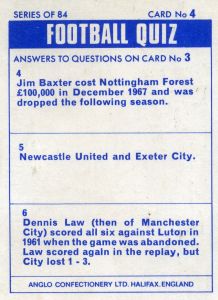 SERIES OF 84 CARD No 4
FOOTBALL QUIZ
ANSWERS TO QUESTIONS ON CARD No 3
4
Jim Baxter cost Nottingham Forest
£100,000 in December 1967 and was
dropped the following season.
5
Newcastle United and Exeter City.
6
Dennis Law (then of Manchester
City) scored all six against Luton in
1961 when the game was abandoned.
Law scored again in the replay, but
City lost 1 - 3.
ANGLO CONFECTIONERY LTD. HALIFAX. ENGLAND